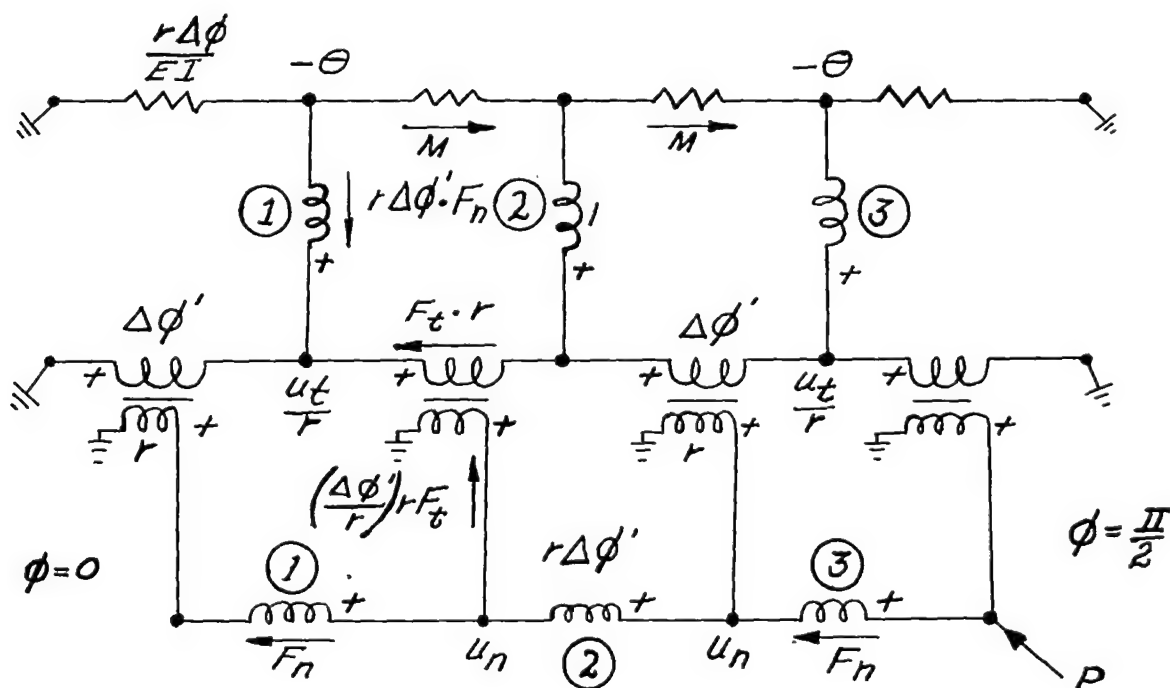 rΔϕ/EI
-Θ
-Θ
M
M
①
rΔϕ'·Fn
②
1
③
+
+
+
Δϕ'
Ft·r
Δϕ'
+
+
+
+
ut/r
ut/r
+
+
+
+
r
r
(Δϕ'/r)rFt
rΔϕ'
ϕ=0
ϕ=π/2
①
③
+
+
+
Fn
un
②
un
Fn
P